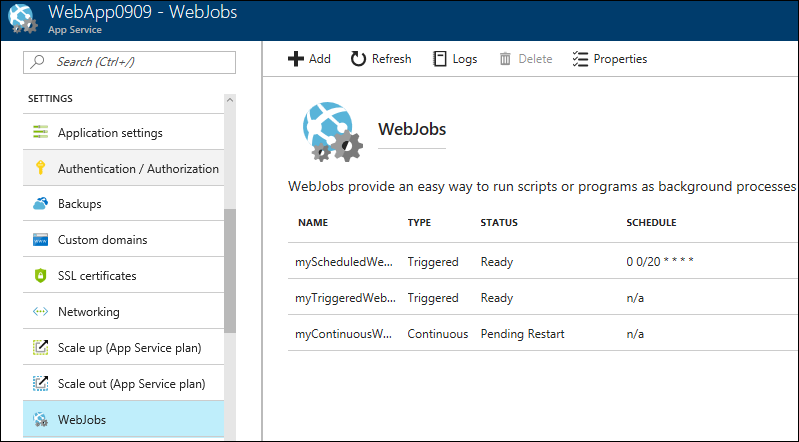 WebApp0909 - WebJobs
App Service
Search (Ctrl+/)
SETTINGS
Application settings
Authentication / Authorization
Backups
Custom domains
SSL certificates
Networking
Scale up (App Service plan)
Scale out (App Service plan)
WebJobs
Add Refresh Logs Delete Properties
WebJobs
WebJobs provide an easy way to run scripts or programs as background processes
NAME TYPE STATUS SCHEDULE
myScheduledWe... Triggered Ready 0 0/20 * * * *
myTriggeredWeb... Triggered Ready n/a
myContinuousW... Continuous Pending Restart n/a